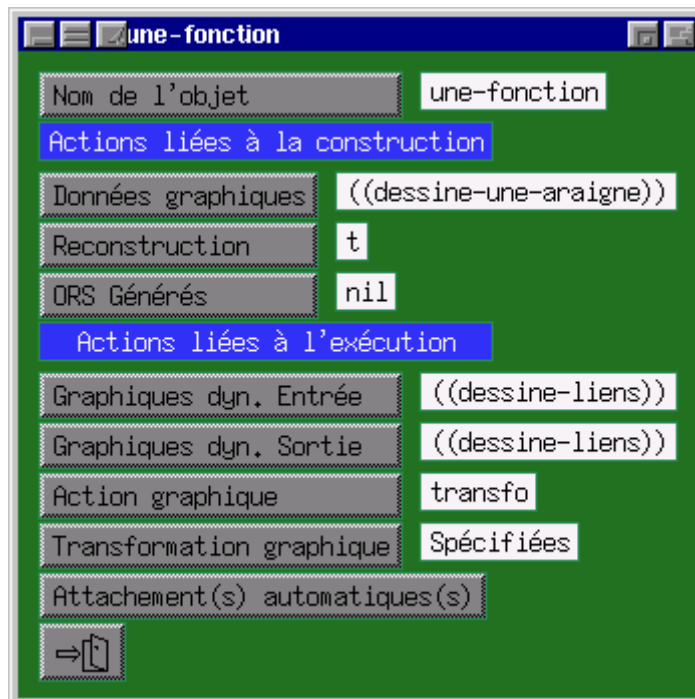 une-fonction
Nom de l'objet une-fonction
Actions liées à la construction
Données graphiques ((dessine-une-araigne))
Reconstruction t
ORS Générés nil
Actions liées à l'exécution
Graphiques dyn. Entrée ((dessine-liens))
Graphiques dyn. Sortie ((dessine-liens))
Action graphique transfo
Transformation graphique Spécifiées
Attachement(s) automatiques(s)